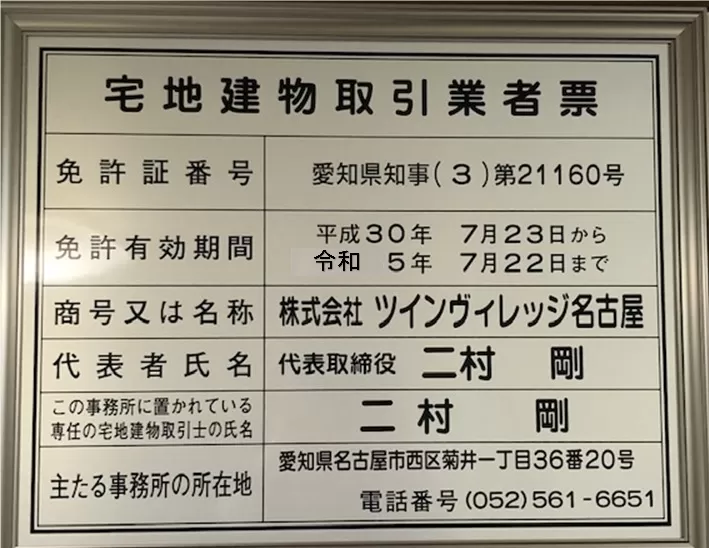 宅地建物取引業者票
免許証番号 愛知県知事(3)第21160号
免許有効期間 平成30年 7月23日から
令和 5年 7月22日まで
商号又は名称 株式会社 ツインヴィレッジ名古屋
代表者氏名 代表取締役 二村 剛
この事務所に置かれている
専任の宅地建物取引士の氏名 二村 剛
主たる事務所の所在地 愛知県名古屋市西区菊井一丁目36番20号
電話番号(052)561-6651